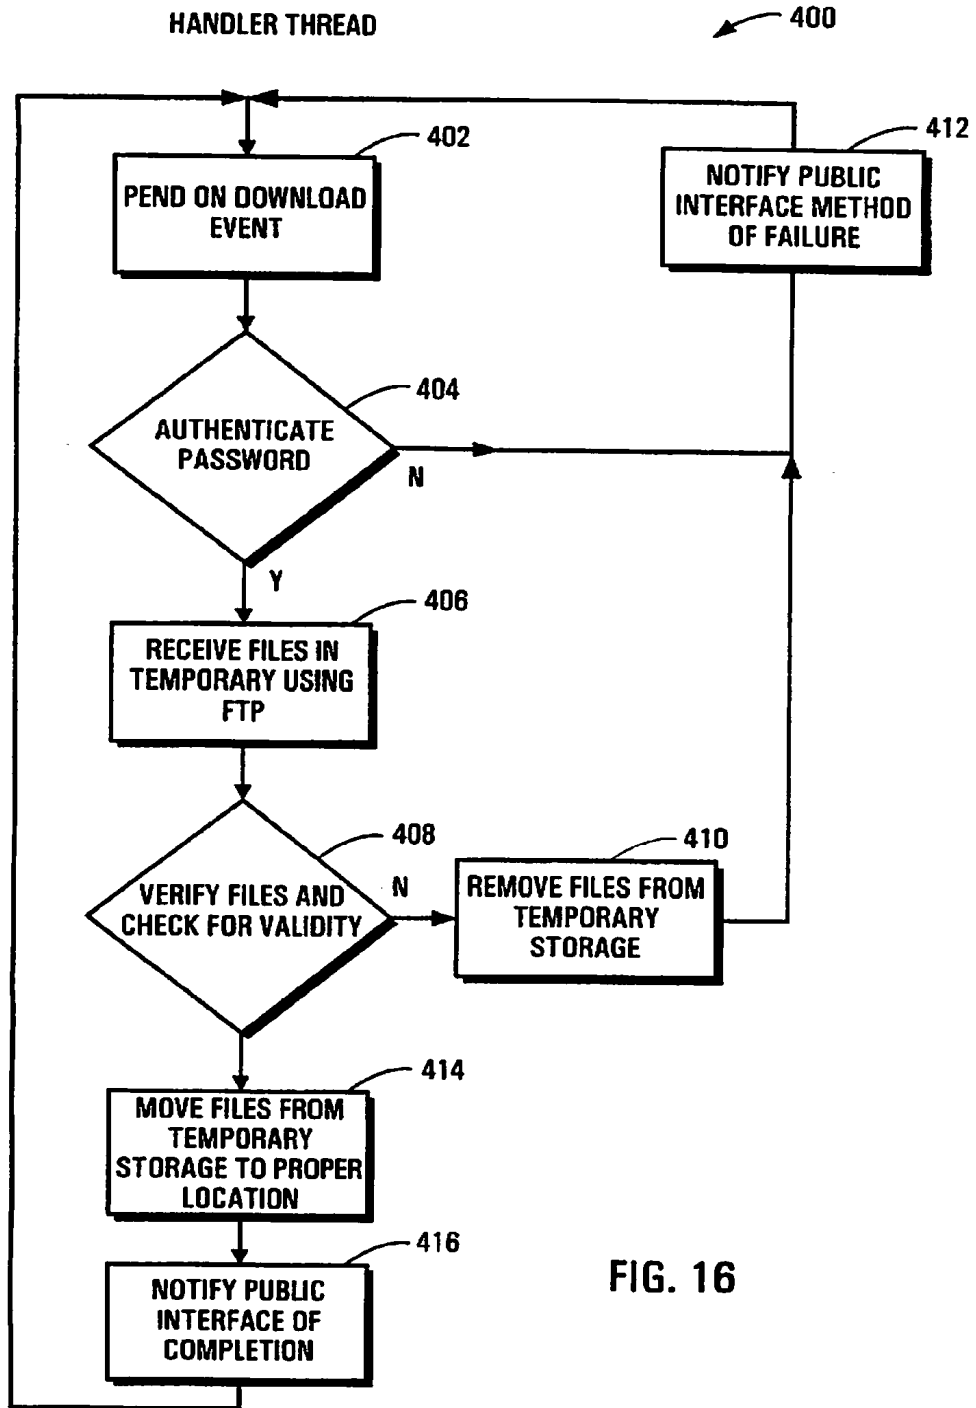 HANDLER THREAD
400
402
PEND ON DOWNLOAD
EVENT
412
NOTIFY PUBLIC
INTERFACE METHOD
OF FAILURE
404
AUTHENTICATE
PASSWORD
N
Y
406
RECEIVE FILES IN
TEMPORARY USING
FTP
408
VERIFY FILES AND
CHECK FOR VALIDITY
N
410
REMOVE FILES FROM
TEMPORARY
STORAGE
414
MOVE FILES FROM
TEMPORARY
STORAGE TO PROPER
LOCATION
416
NOTIFY PUBLIC
INTERFACE OF
COMPLETION
FIG. 16